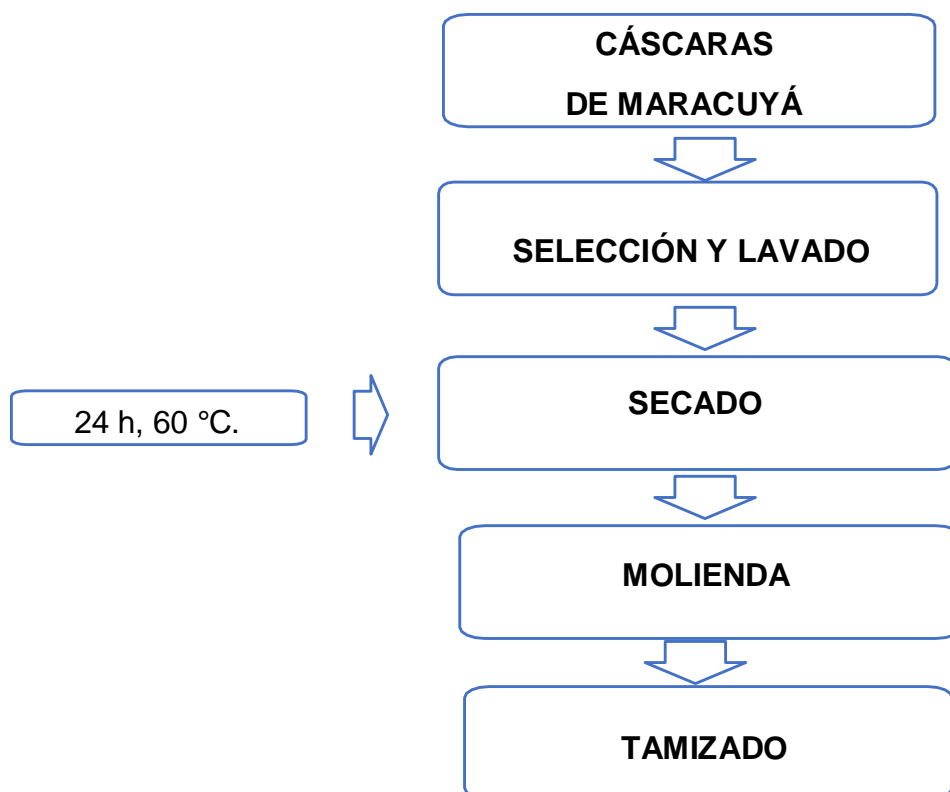 CÁSCARAS
DE MARACUYÁ
SELECCIÓN Y LAVADO
24 h, 60 °C.
SECADO
MOLIENDA
TAMIZADO